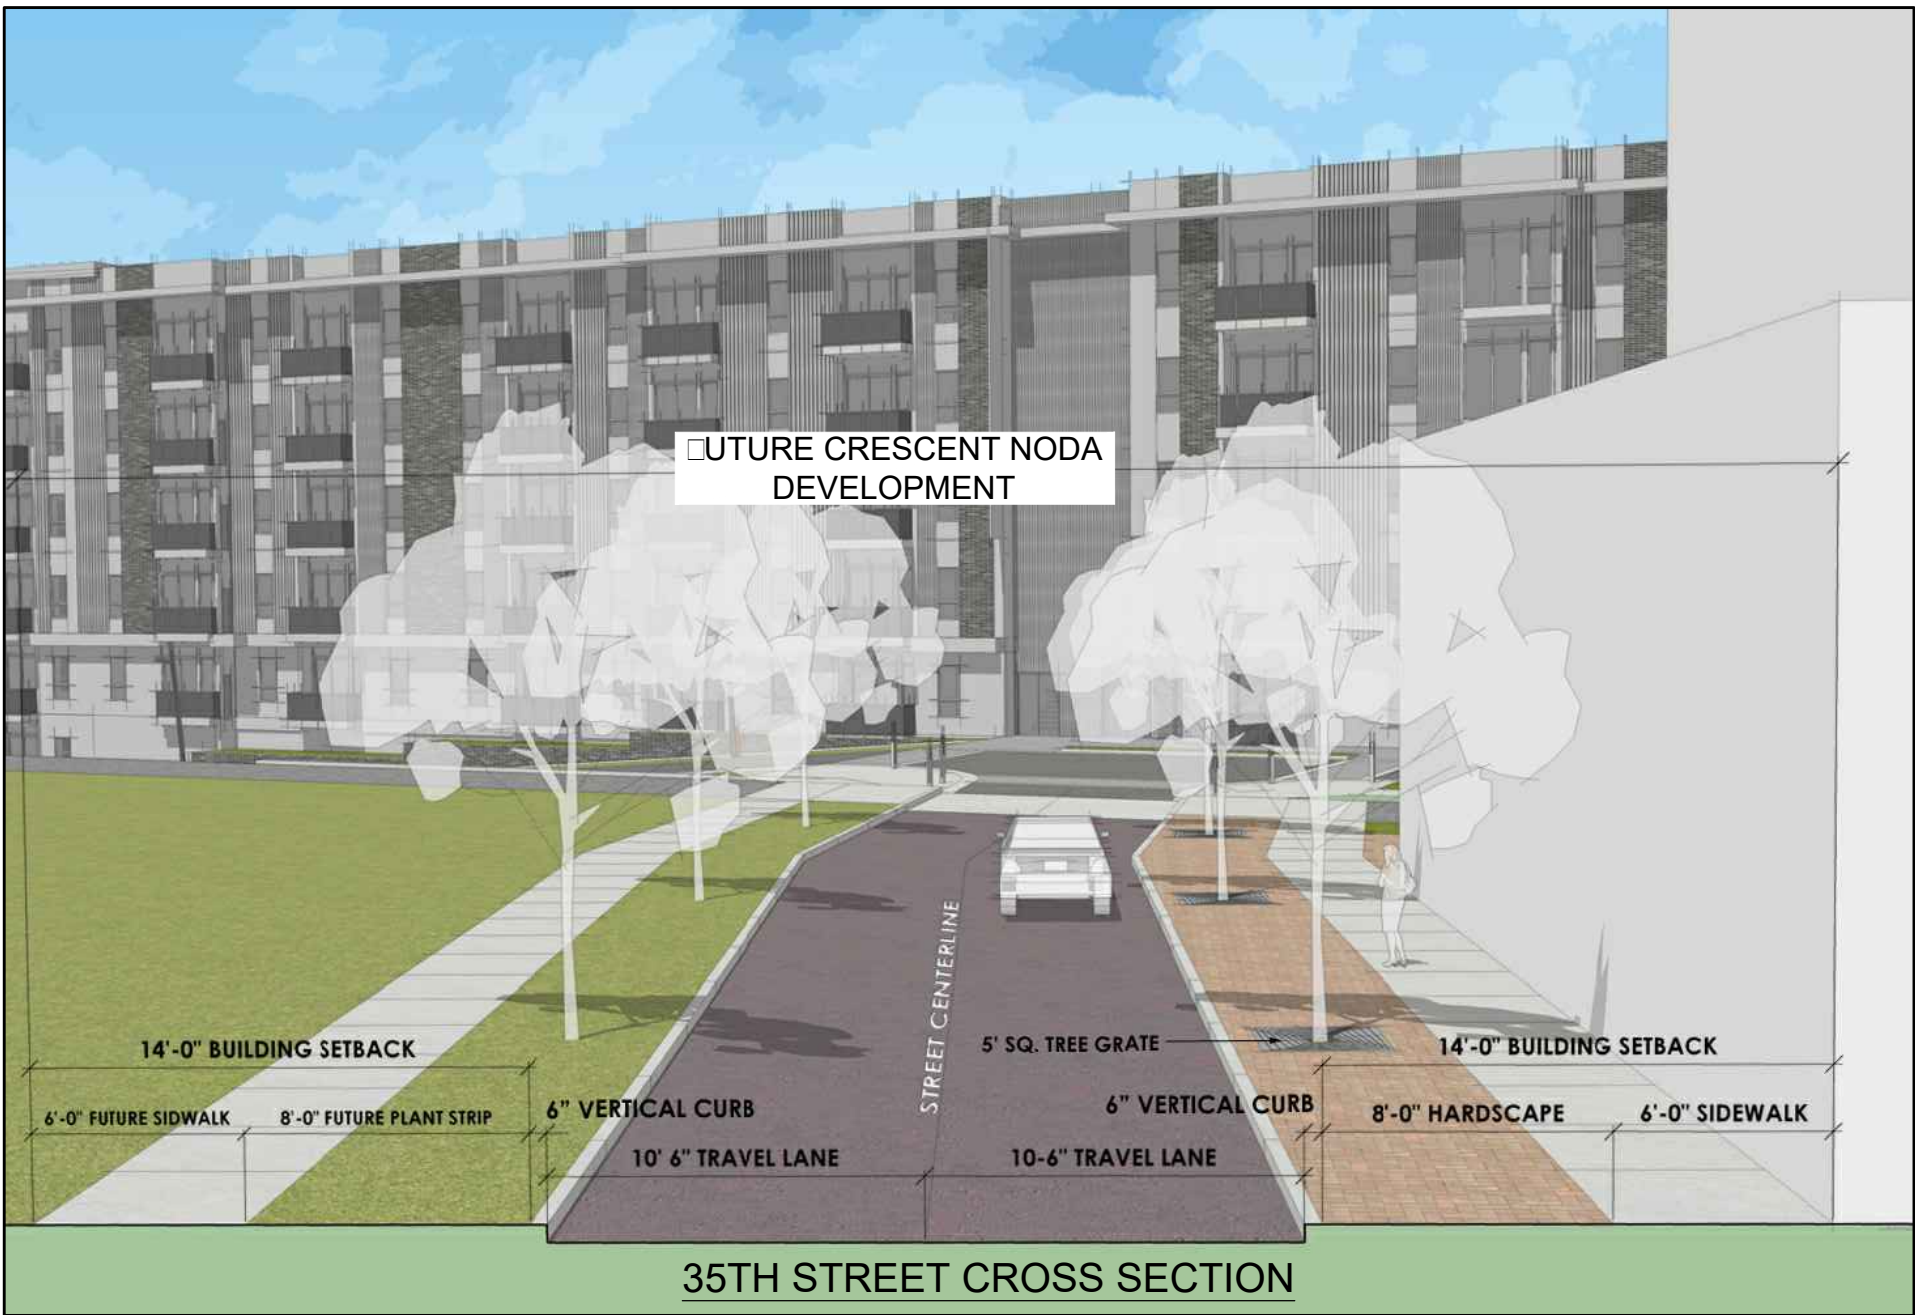 □UTURE CRESCENT NODA
DEVELOPMENT
STREET CENTERLINE
5' SQ. TREE GRATE
14'-0" BUILDING SETBACK
14'-0" BUILDING SETBACK
6'-0" FUTURE SIDWALK
8'-0" FUTURE PLANT STRIP
6" VERTICAL CURB
6" VERTICAL CURB
8'-0" HARDSCAPE
6'-0" SIDEWALK
10' 6" TRAVEL LANE
10-6" TRAVEL LANE
35TH STREET CROSS SECTION